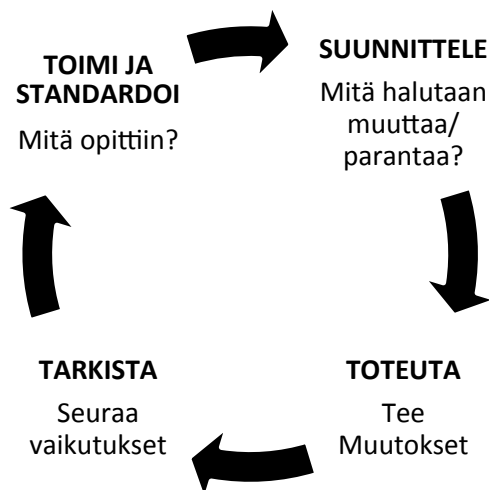 TOIMI JA
STANDARDOI
Mitä opittiin?
SUUNNITTELE
Mitä halutaan
muuttaa/
parantaa?
TARKISTA
Seuraa
vaikutukset
TOTEUTA
Tee
Muutokset